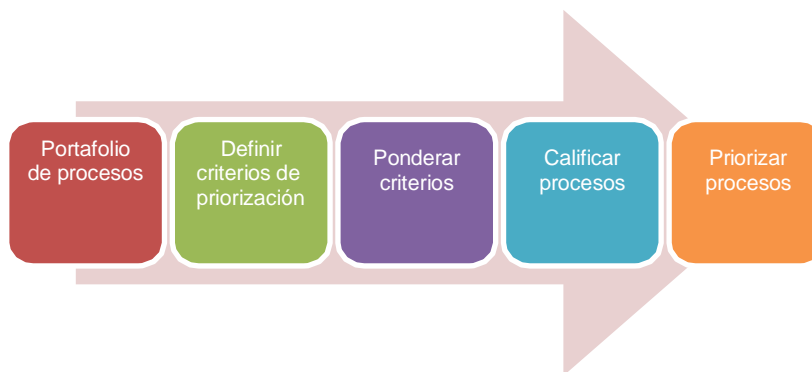 Portafolio
de procesos
Definir
criterios de
priorización
Ponderar
criterios
Calificar
procesos
Priorizar
procesos